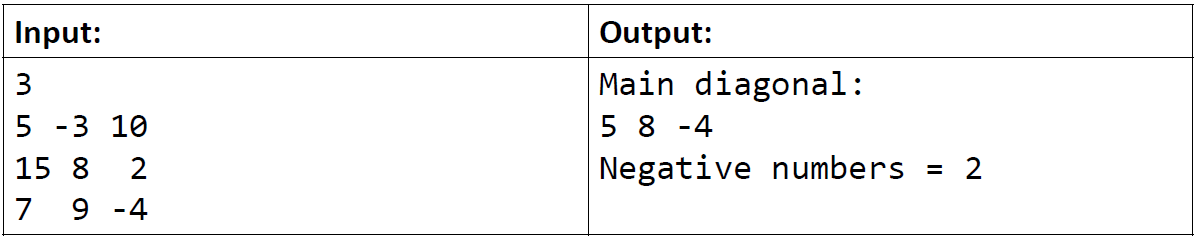 Input:
3
5 -3 10
15 8  2
7  9 -4
Output:
Main diagonal:
5 8 -4
Negative numbers = 2